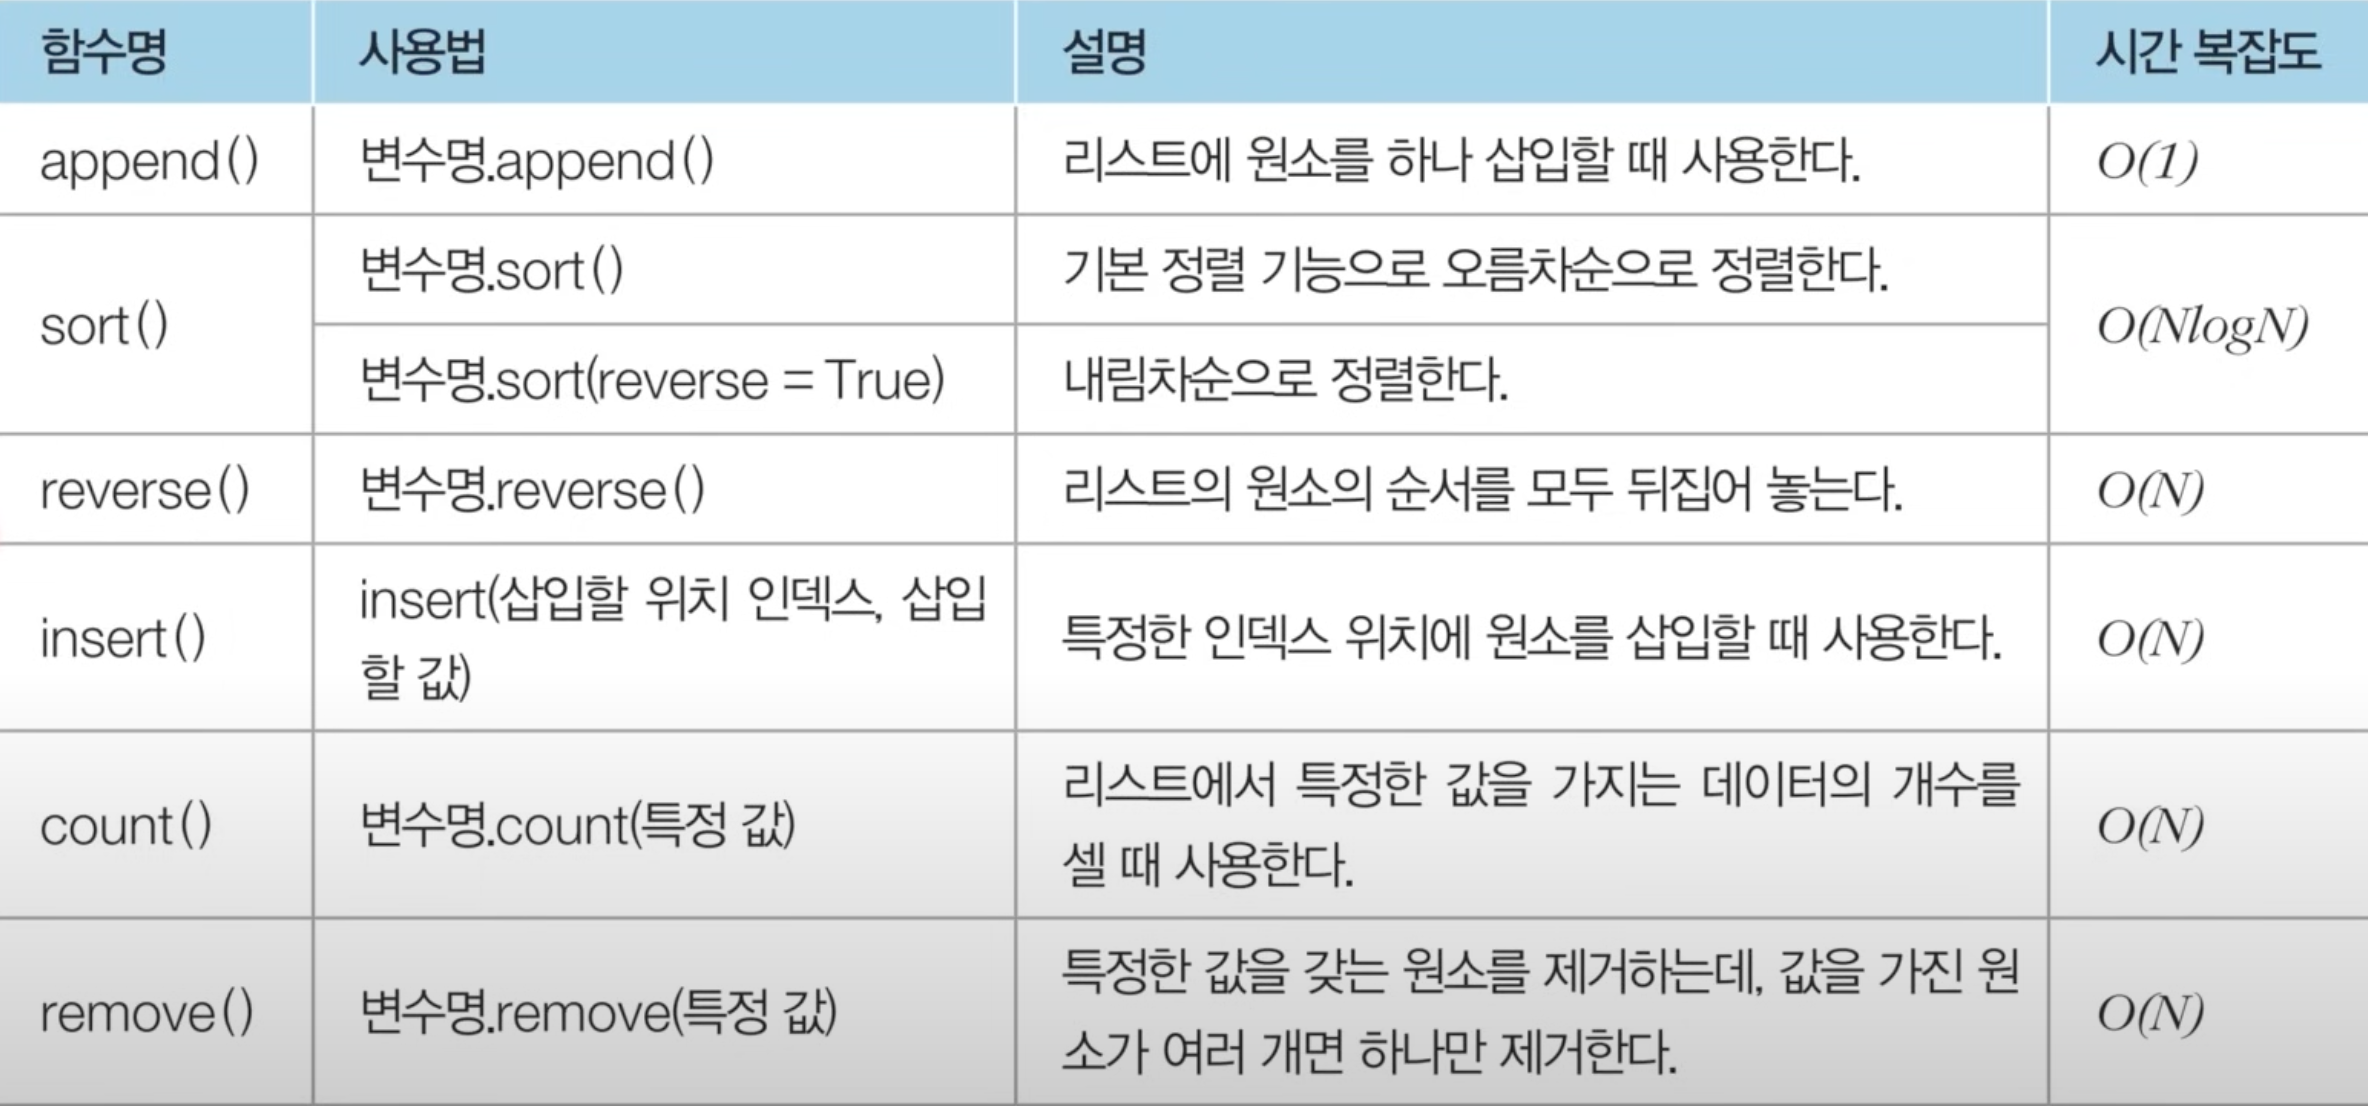 함수명 사용법 설명 시간 복잡도
append() 변수명.append() 리스트에 원소를 하나 삽입할 때 사용한다. O(1)
sort() 변수명.sort() 기본 정렬 기능으로 오름차순으로 정렬한다. O(NlogN)
변수명.sort(reverse = True) 내림차순으로 정렬한다.
reverse() 변수명.reverse() 리스트의 원소의 순서를 모두 뒤집어 놓는다. O(N)
insert() insert(삽입할 위치 인덱스, 삽입
할 값) 특정한 인덱스 위치에 원소를 삽입할 때 사용한다. O(N)
count() 변수명.count(특정 값) 리스트에서 특정한 값을 가지는 데이터의 개수를
셀 때 사용한다. O(N)
remove() 변수명.remove(특정 값) 특정한 값을 갖는 원소를 제거하는데, 값을 가진 원
소가 여러 개면 하나만 제거한다. O(N)